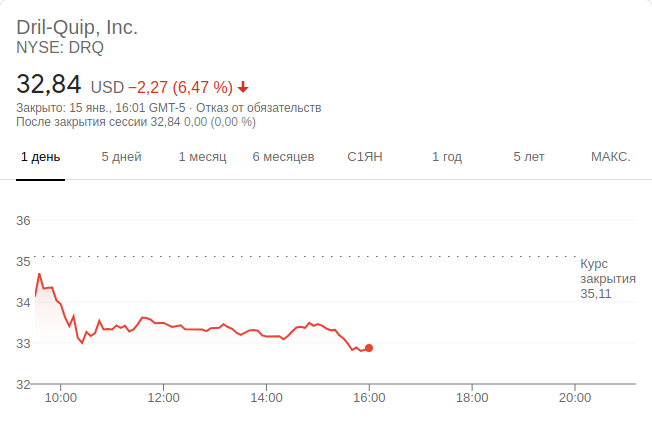 Dril-Quip, Inc.
NYSE: DRQ
32,84 USD −2,27 (6,47 %)
Закрыто: 15 янв., 16:01 GMT-5 · Отказ от обязательств
После закрытия сессии 32,84 0,00 (0,00 %)
1 день 5 дней 1 месяц 6 месяцев С1ЯН 1 год 5 лет МАКС.
36
35
Курс
закрытия
35,11
34
33
32
10:00 12:00 14:00 16:00 18:00 20:00